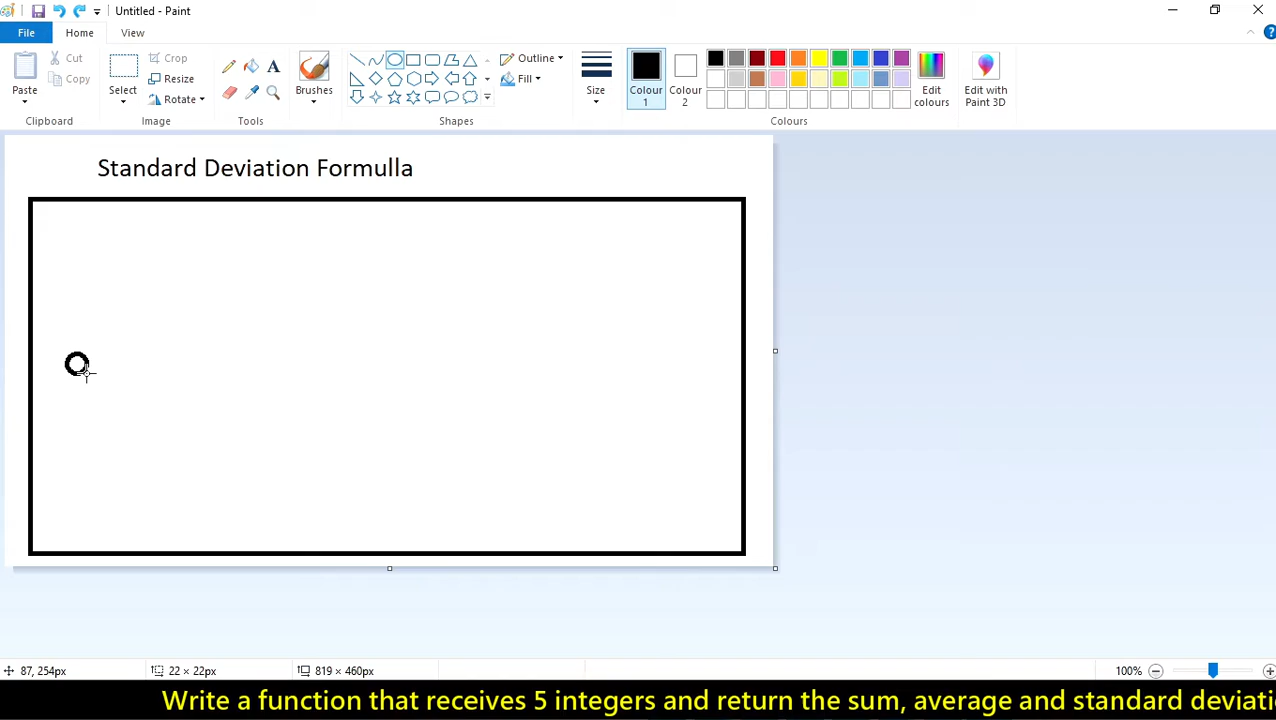 Untitled - Paint
File Home View
Paste
Cut
Copy
Clipboard
Select
Crop
Resize
Rotate
Image
A
Tools
Brushes
Outline
Fill
Shapes
Size
Colour 1
Colour 2
Edit colours
Edit with Paint 3D
Colours
Standard Deviation Formulla
87, 254px 22 × 22px 819 × 460px 100%
Write a function that receives 5 integers and return the sum, average and standard deviati